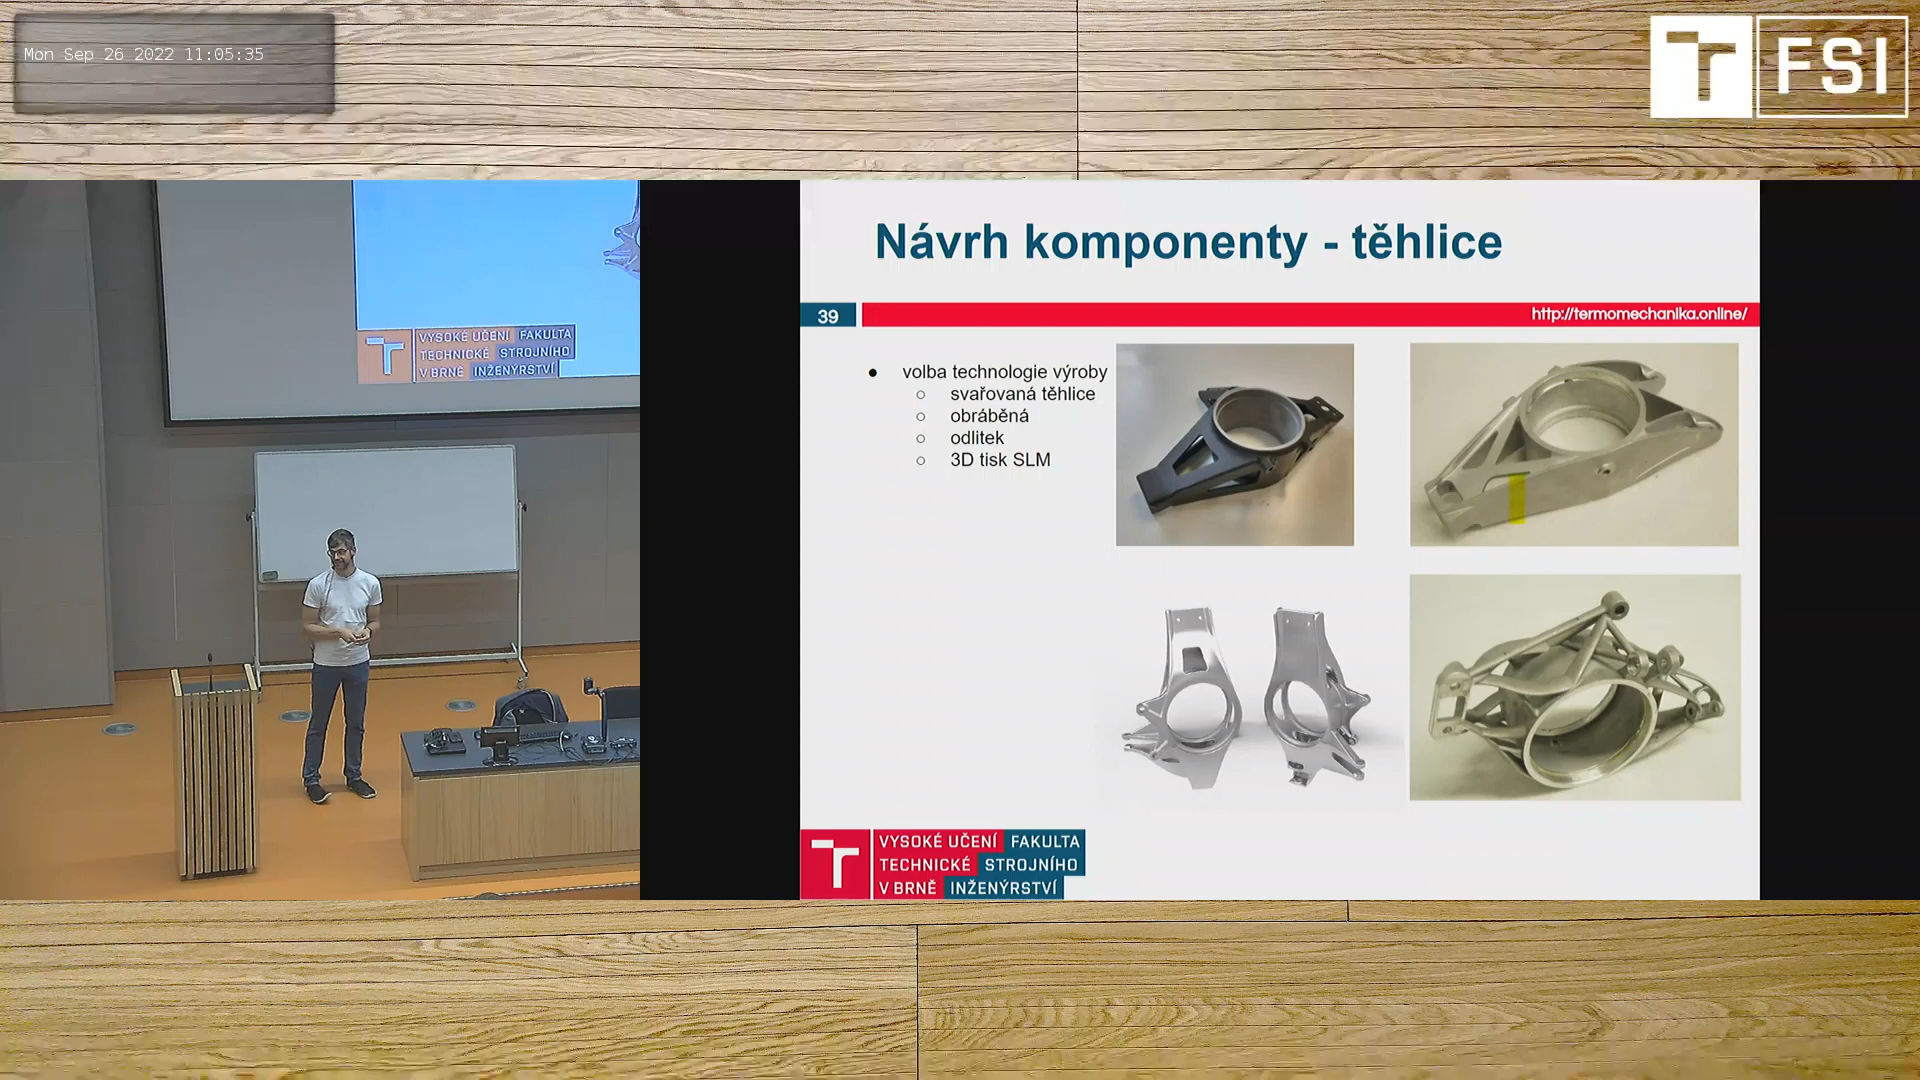 Mon Sep 26 2022 11:05:35
FSI
VYSOKÉ UČENÍ FAKULTA
TECHNICKÉ STROJNÍHO
V BRNĚ INŽENÝRSTVÍ
Návrh komponenty - těhlice
39
http://termomechanika.online/
volba technologie výroby
svařovaná těhlice
obráběná
odlitek
3D tisk SLM
VYSOKÉ UČENÍ FAKULTA
TECHNICKÉ STROJNÍHO
V BRNĚ INŽENÝRSTVÍ